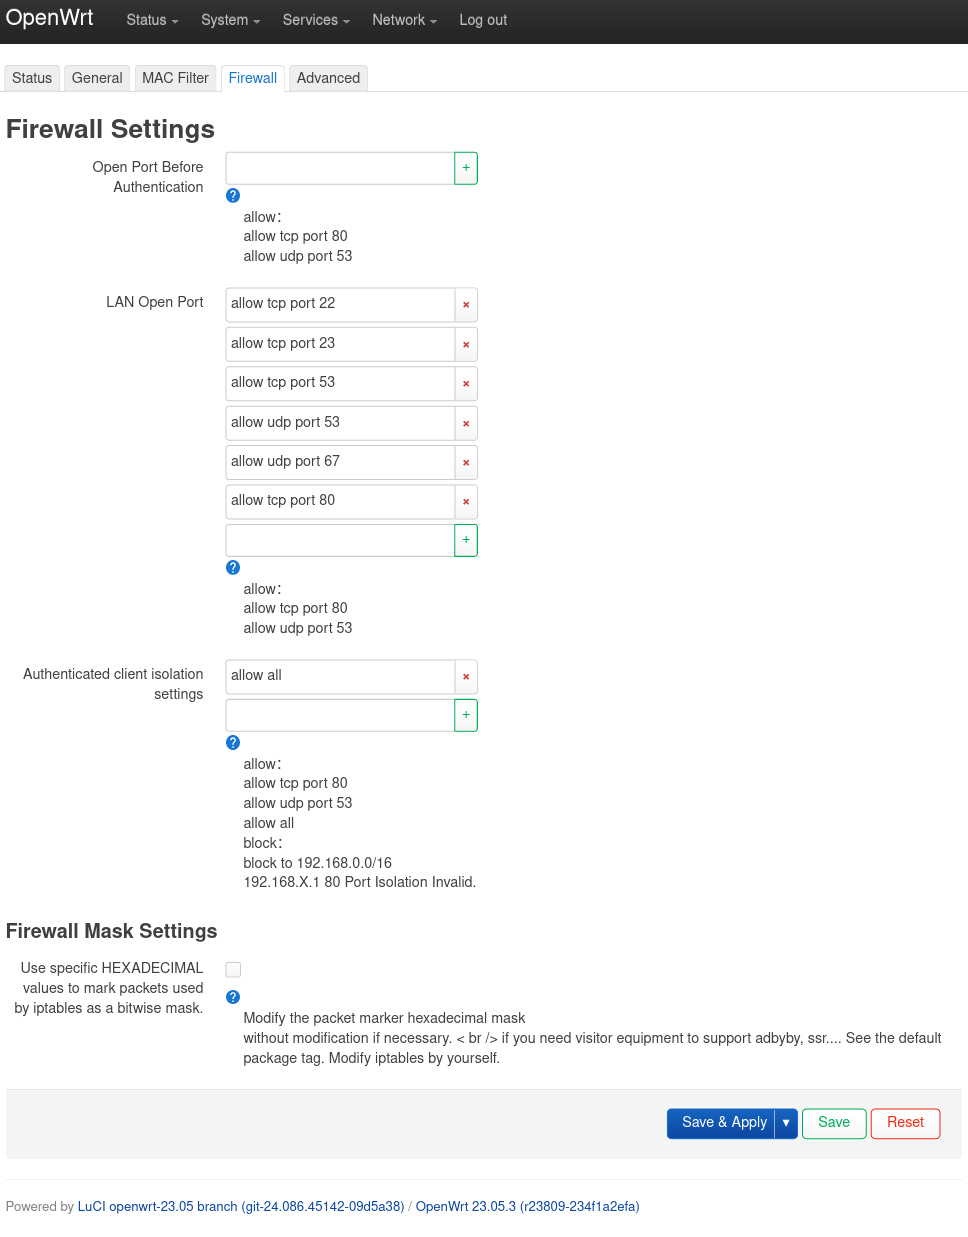 OpenWrt Status System Services Network Log out
Status General MAC Filter Firewall Advanced
Firewall Settings
Open Port Before
Authentication
+
?
allow：
allow tcp port 80
allow udp port 53
LAN Open Port
allow tcp port 22 ×
allow tcp port 23 ×
allow tcp port 53 ×
allow udp port 53 ×
allow udp port 67 ×
allow tcp port 80 ×
+
?
allow：
allow tcp port 80
allow udp port 53
Authenticated client isolation
settings
allow all ×
+
?
allow：
allow tcp port 80
allow udp port 53
allow all
block：
block to 192.168.0.0/16
192.168.X.1 80 Port Isolation Invalid.
Firewall Mask Settings
Use specific HEXADECIMAL
values to mark packets used
by iptables as a bitwise mask.
?
Modify the packet marker hexadecimal mask
without modification if necessary. < br /> if you need visitor equipment to support adbyby, ssr.... See the default
package tag. Modify iptables by yourself.
Save & Apply ▾ Save Reset
Powered by LuCI openwrt-23.05 branch (git-24.086.45142-09d5a38) / OpenWrt 23.05.3 (r23809-234f1a2efa)